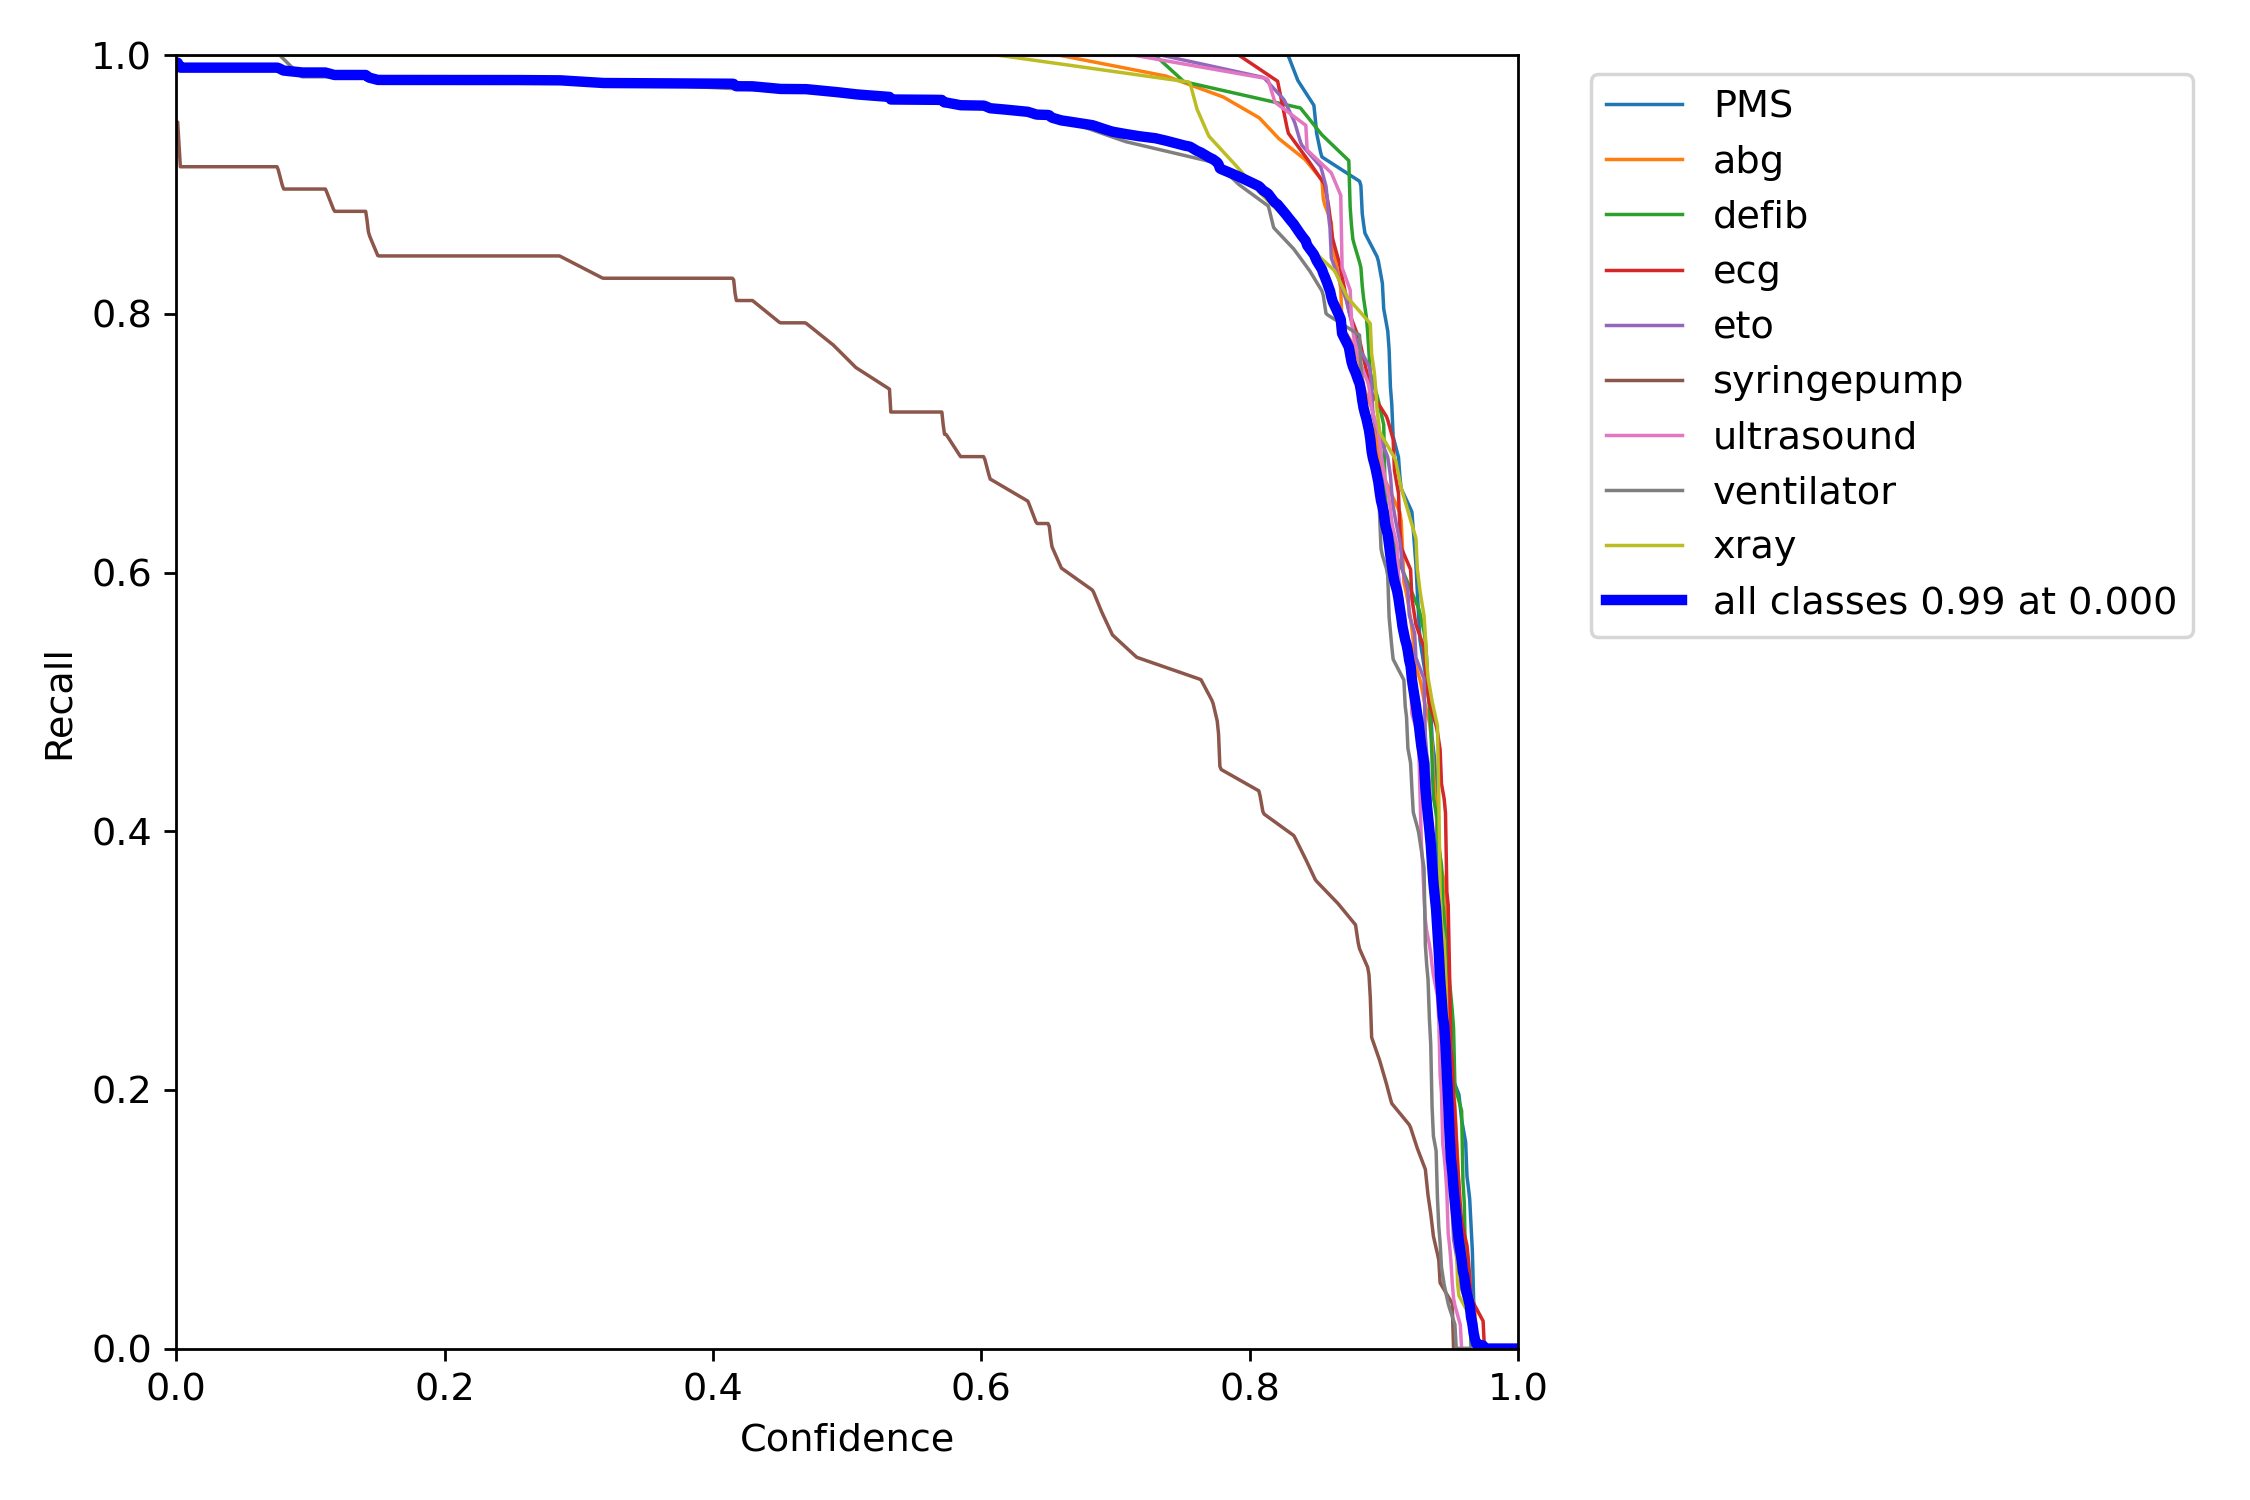 1.0
0.8
0.6
0.4
0.2
0.0
Recall
0.0 0.2 0.4 0.6 0.8 1.0
Confidence
PMS
abg
defib
ecg
eto
syringepump
ultrasound
ventilator
xray
all classes 0.99 at 0.000